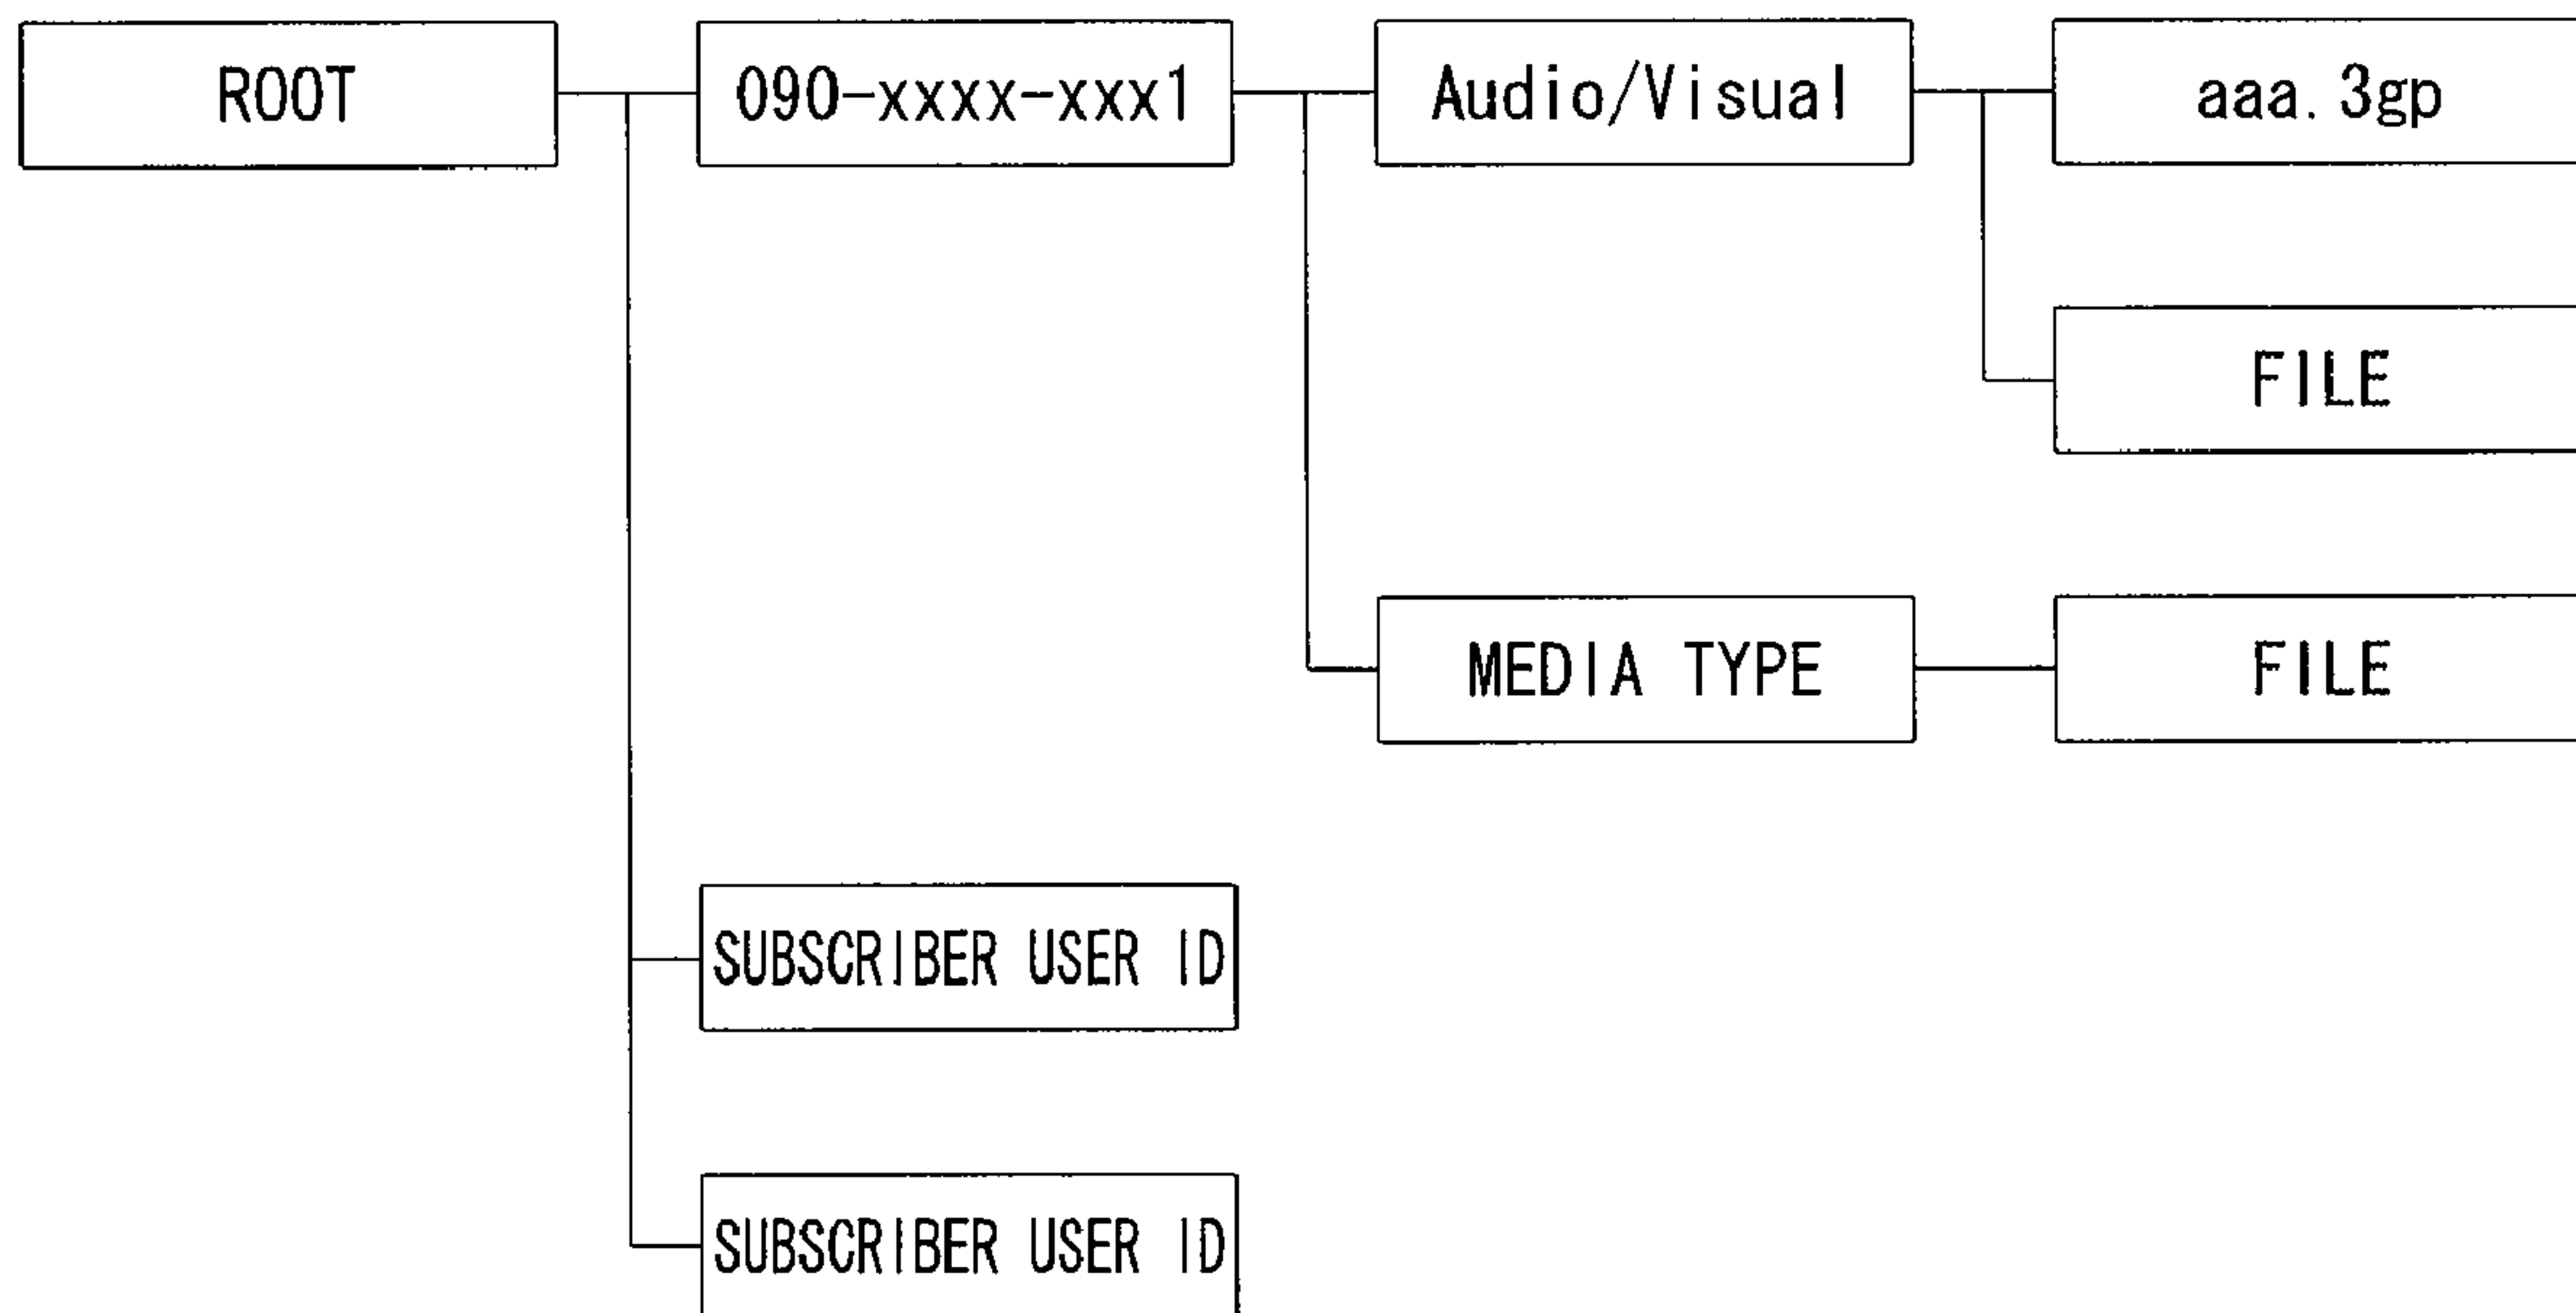 ROOT
090-xxxx-xxx1
Audio/Visual
aaa.3gp
FILE
MEDIA TYPE
FILE
SUBSCRIBER USER ID
SUBSCRIBER USER ID